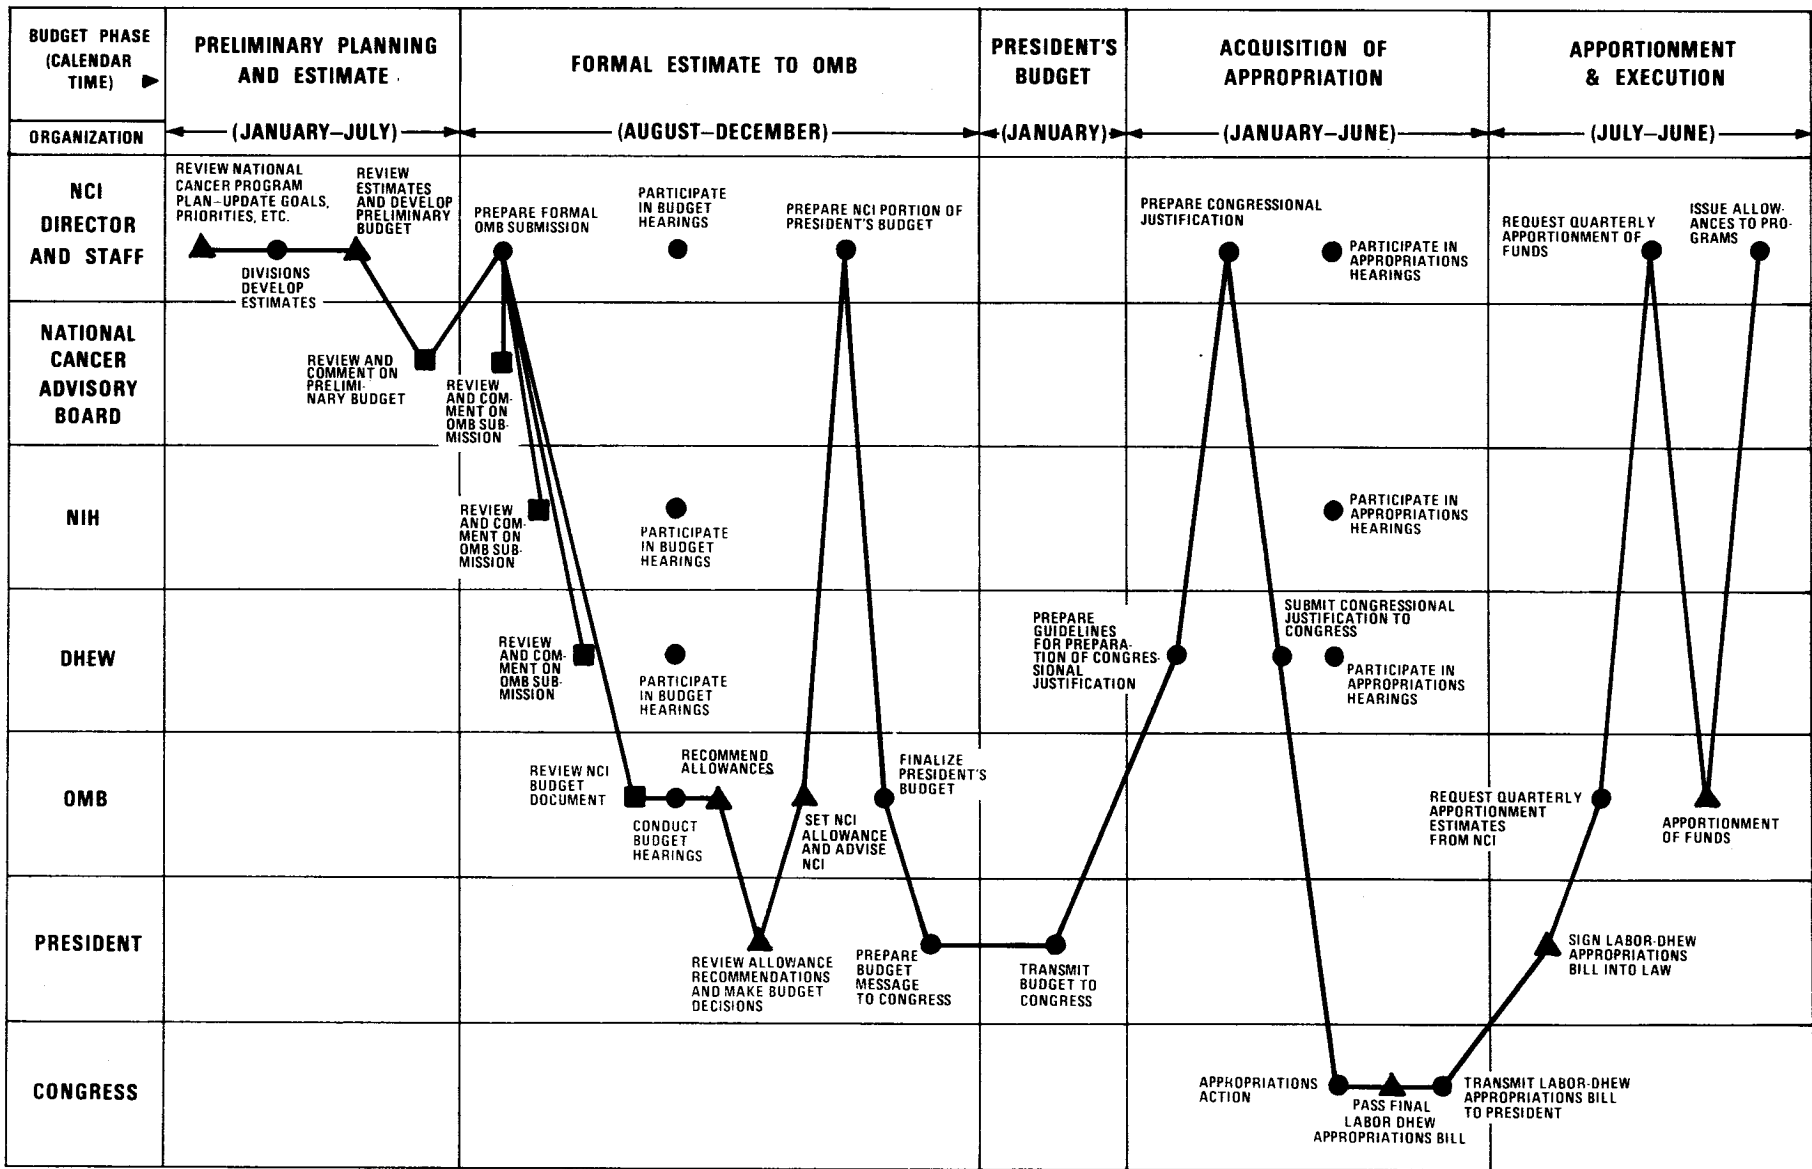 BUDGET PHASE
(CALENDAR
TIME)
PRELIMINARY PLANNING
AND ESTIMATE
FORMAL ESTIMATE TO OMB
PRESIDENT'S
BUDGET
ACQUISITION OF
APPROPRIATION
APPORTIONMENT
& EXECUTION
ORGANIZATION
(JANUARY–JULY)
(AUGUST–DECEMBER)
(JANUARY)
(JANUARY–JUNE)
(JULY–JUNE)
NCI
DIRECTOR
AND STAFF
REVIEW NATIONAL
CANCER PROGRAM
PLAN–UPDATE GOALS,
PRIORITIES, ETC.
DIVISIONS
DEVELOP
ESTIMATES
REVIEW
ESTIMATES
AND DEVELOP
PRELIMINARY
BUDGET
PREPARE FORMAL
OMB SUBMISSION
PARTICIPATE
IN BUDGET
HEARINGS
PREPARE NCI PORTION OF
PRESIDENT'S BUDGET
PREPARE CONGRESSIONAL
JUSTIFICATION
PARTICIPATE IN
APPROPRIATIONS
HEARINGS
REQUEST QUARTERLY
APPORTIONMENT OF
FUNDS
ISSUE ALLOW-
ANCES TO PRO-
GRAMS
NATIONAL
CANCER
ADVISORY
BOARD
REVIEW AND
COMMENT ON
PRELIMI-
NARY BUDGET
REVIEW
AND COM-
MENT ON
OMB SUB-
MISSION
NIH
REVIEW
AND COM-
MENT ON
OMB SUB-
MISSION
PARTICIPATE
IN BUDGET
HEARINGS
PARTICIPATE IN
APPROPRIATIONS
HEARINGS
DHEW
REVIEW
AND COM-
MENT ON
OMB SUB-
MISSION
PARTICIPATE
IN BUDGET
HEARINGS
PREPARE
GUIDELINES
FOR PREPARA-
TION OF CONGRES-
SIONAL
JUSTIFICATION
SUBMIT CONGRESSIONAL
JUSTIFICATION TO
CONGRESS
PARTICIPATE IN
APPROPRIATIONS
HEARINGS
OMB
REVIEW NCI
BUDGET
DOCUMENT
CONDUCT
BUDGET
HEARINGS
RECOMMEND
ALLOWANCES
SET NCI
ALLOWANCE
AND ADVISE
NCI
FINALIZE
PRESIDENT'S
BUDGET
REQUEST QUARTERLY
APPORTIONMENT
ESTIMATES
FROM NCI
APPORTIONMENT
OF FUNDS
PRESIDENT
REVIEW ALLOWANCE
RECOMMENDATIONS
AND MAKE BUDGET
DECISIONS
PREPARE
BUDGET
MESSAGE
TO CONGRESS
TRANSMIT
BUDGET TO
CONGRESS
SIGN LABOR-DHEW
APPROPRIATIONS
BILL INTO LAW
CONGRESS
APPROPRIATIONS
ACTION
PASS FINAL
LABOR DHEW
APPROPRIATIONS BILL
TRANSMIT LABOR-DHEW
APPROPRIATIONS BILL
TO PRESIDENT